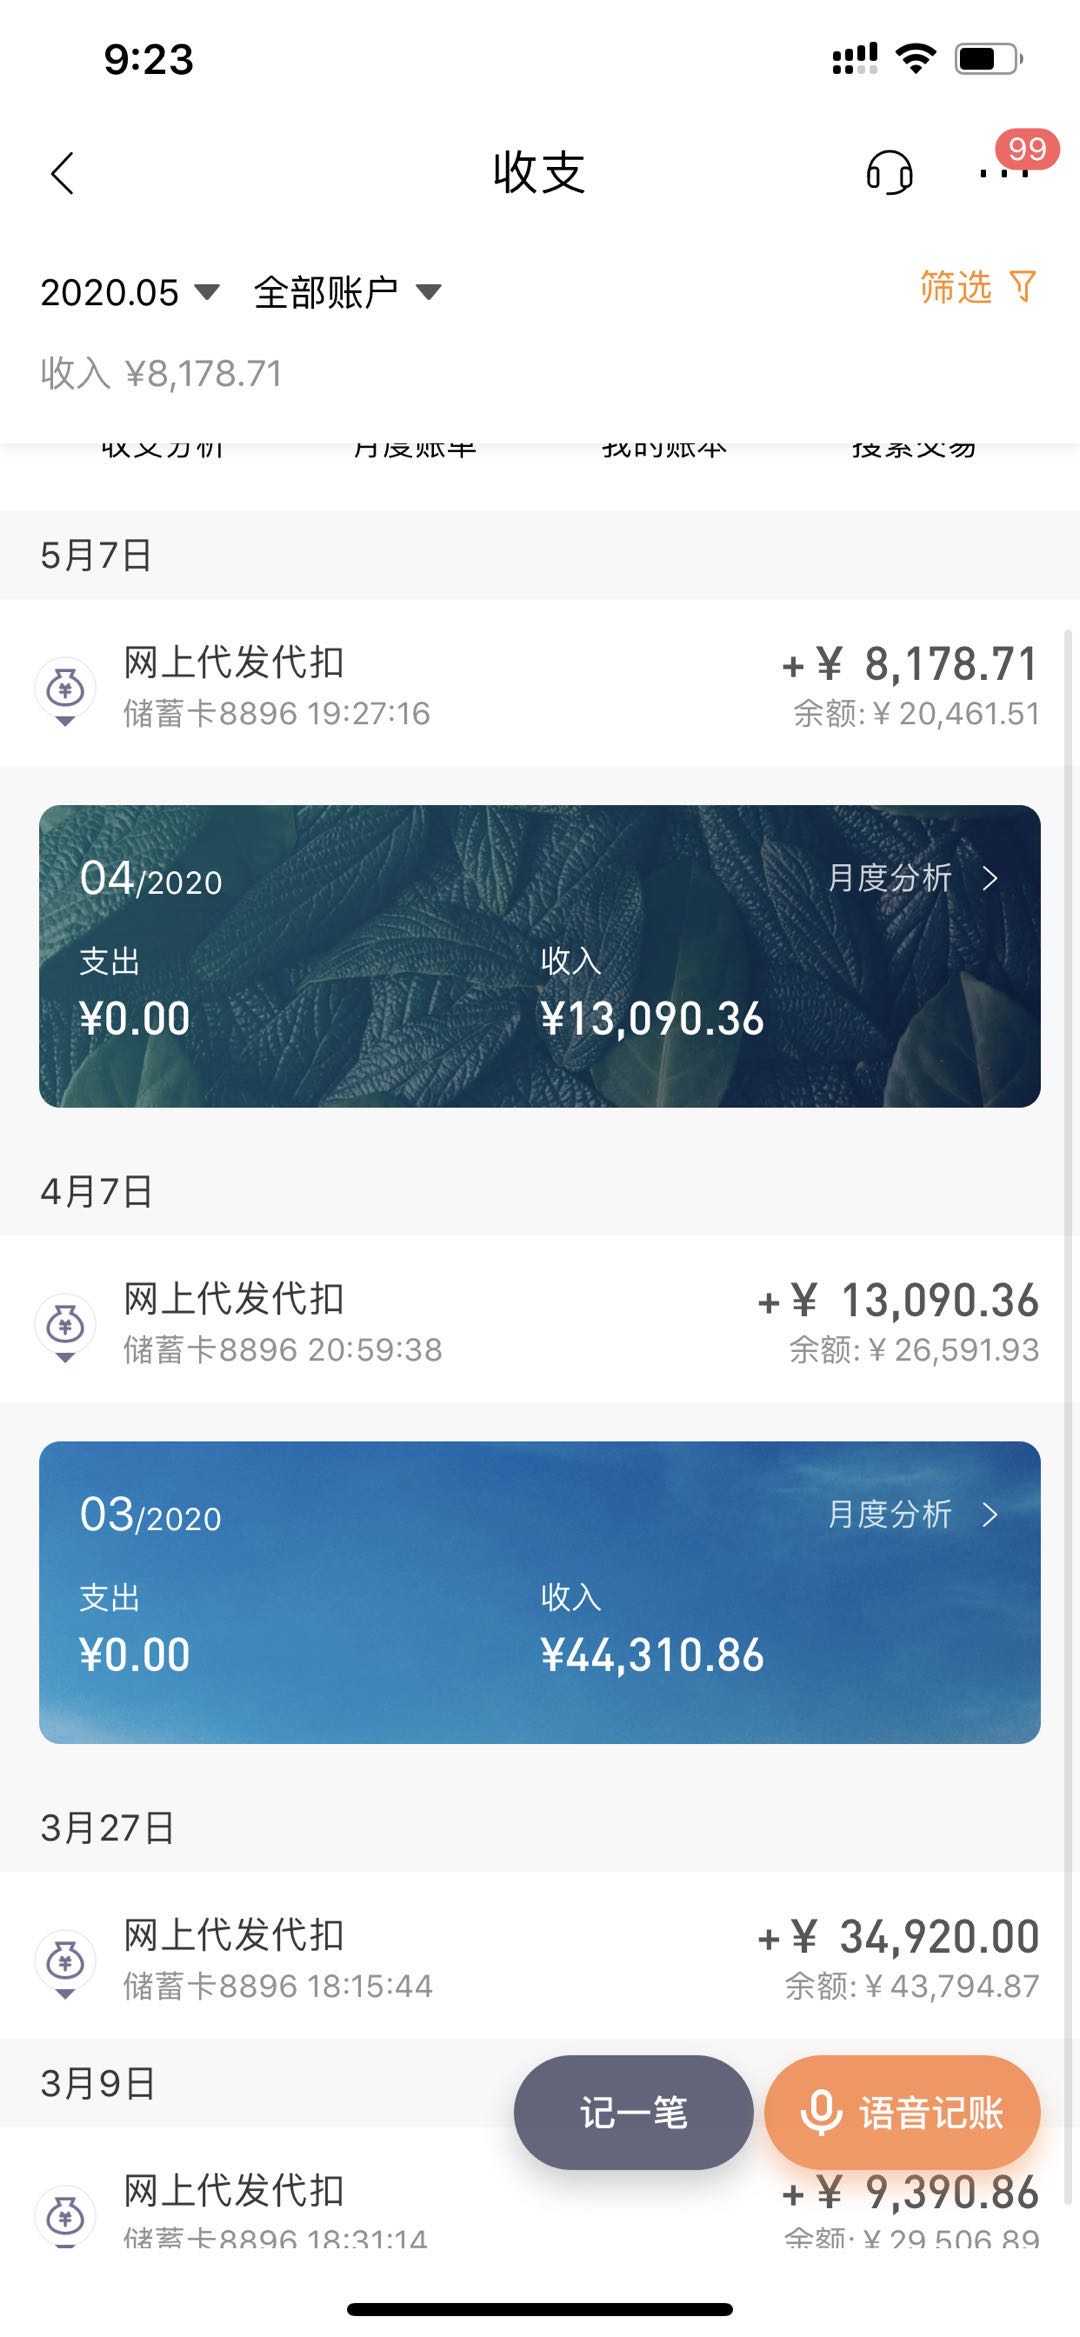 9:23
收支
99
2020.05 全部账户 筛选
收入 ¥8,178.71
收支分析 月度账单 我的账本 搜索交易
5月7日
网上代发代扣 +¥ 8,178.71
储蓄卡8896 19:27:16 余额:¥20,461.51
04/2020 月度分析
支出 收入
¥0.00 ¥13,090.36
4月7日
网上代发代扣 +¥ 13,090.36
储蓄卡8896 20:59:38 余额:¥26,591.93
03/2020 月度分析
支出 收入
¥0.00 ¥44,310.86
3月27日
网上代发代扣 +¥ 34,920.00
储蓄卡8896 18:15:44 余额:¥43,794.87
3月9日
记一笔 语音记账
网上代发代扣 +¥ 9,390.86
储蓄卡8896 18:31:14 余额:¥29,506.89